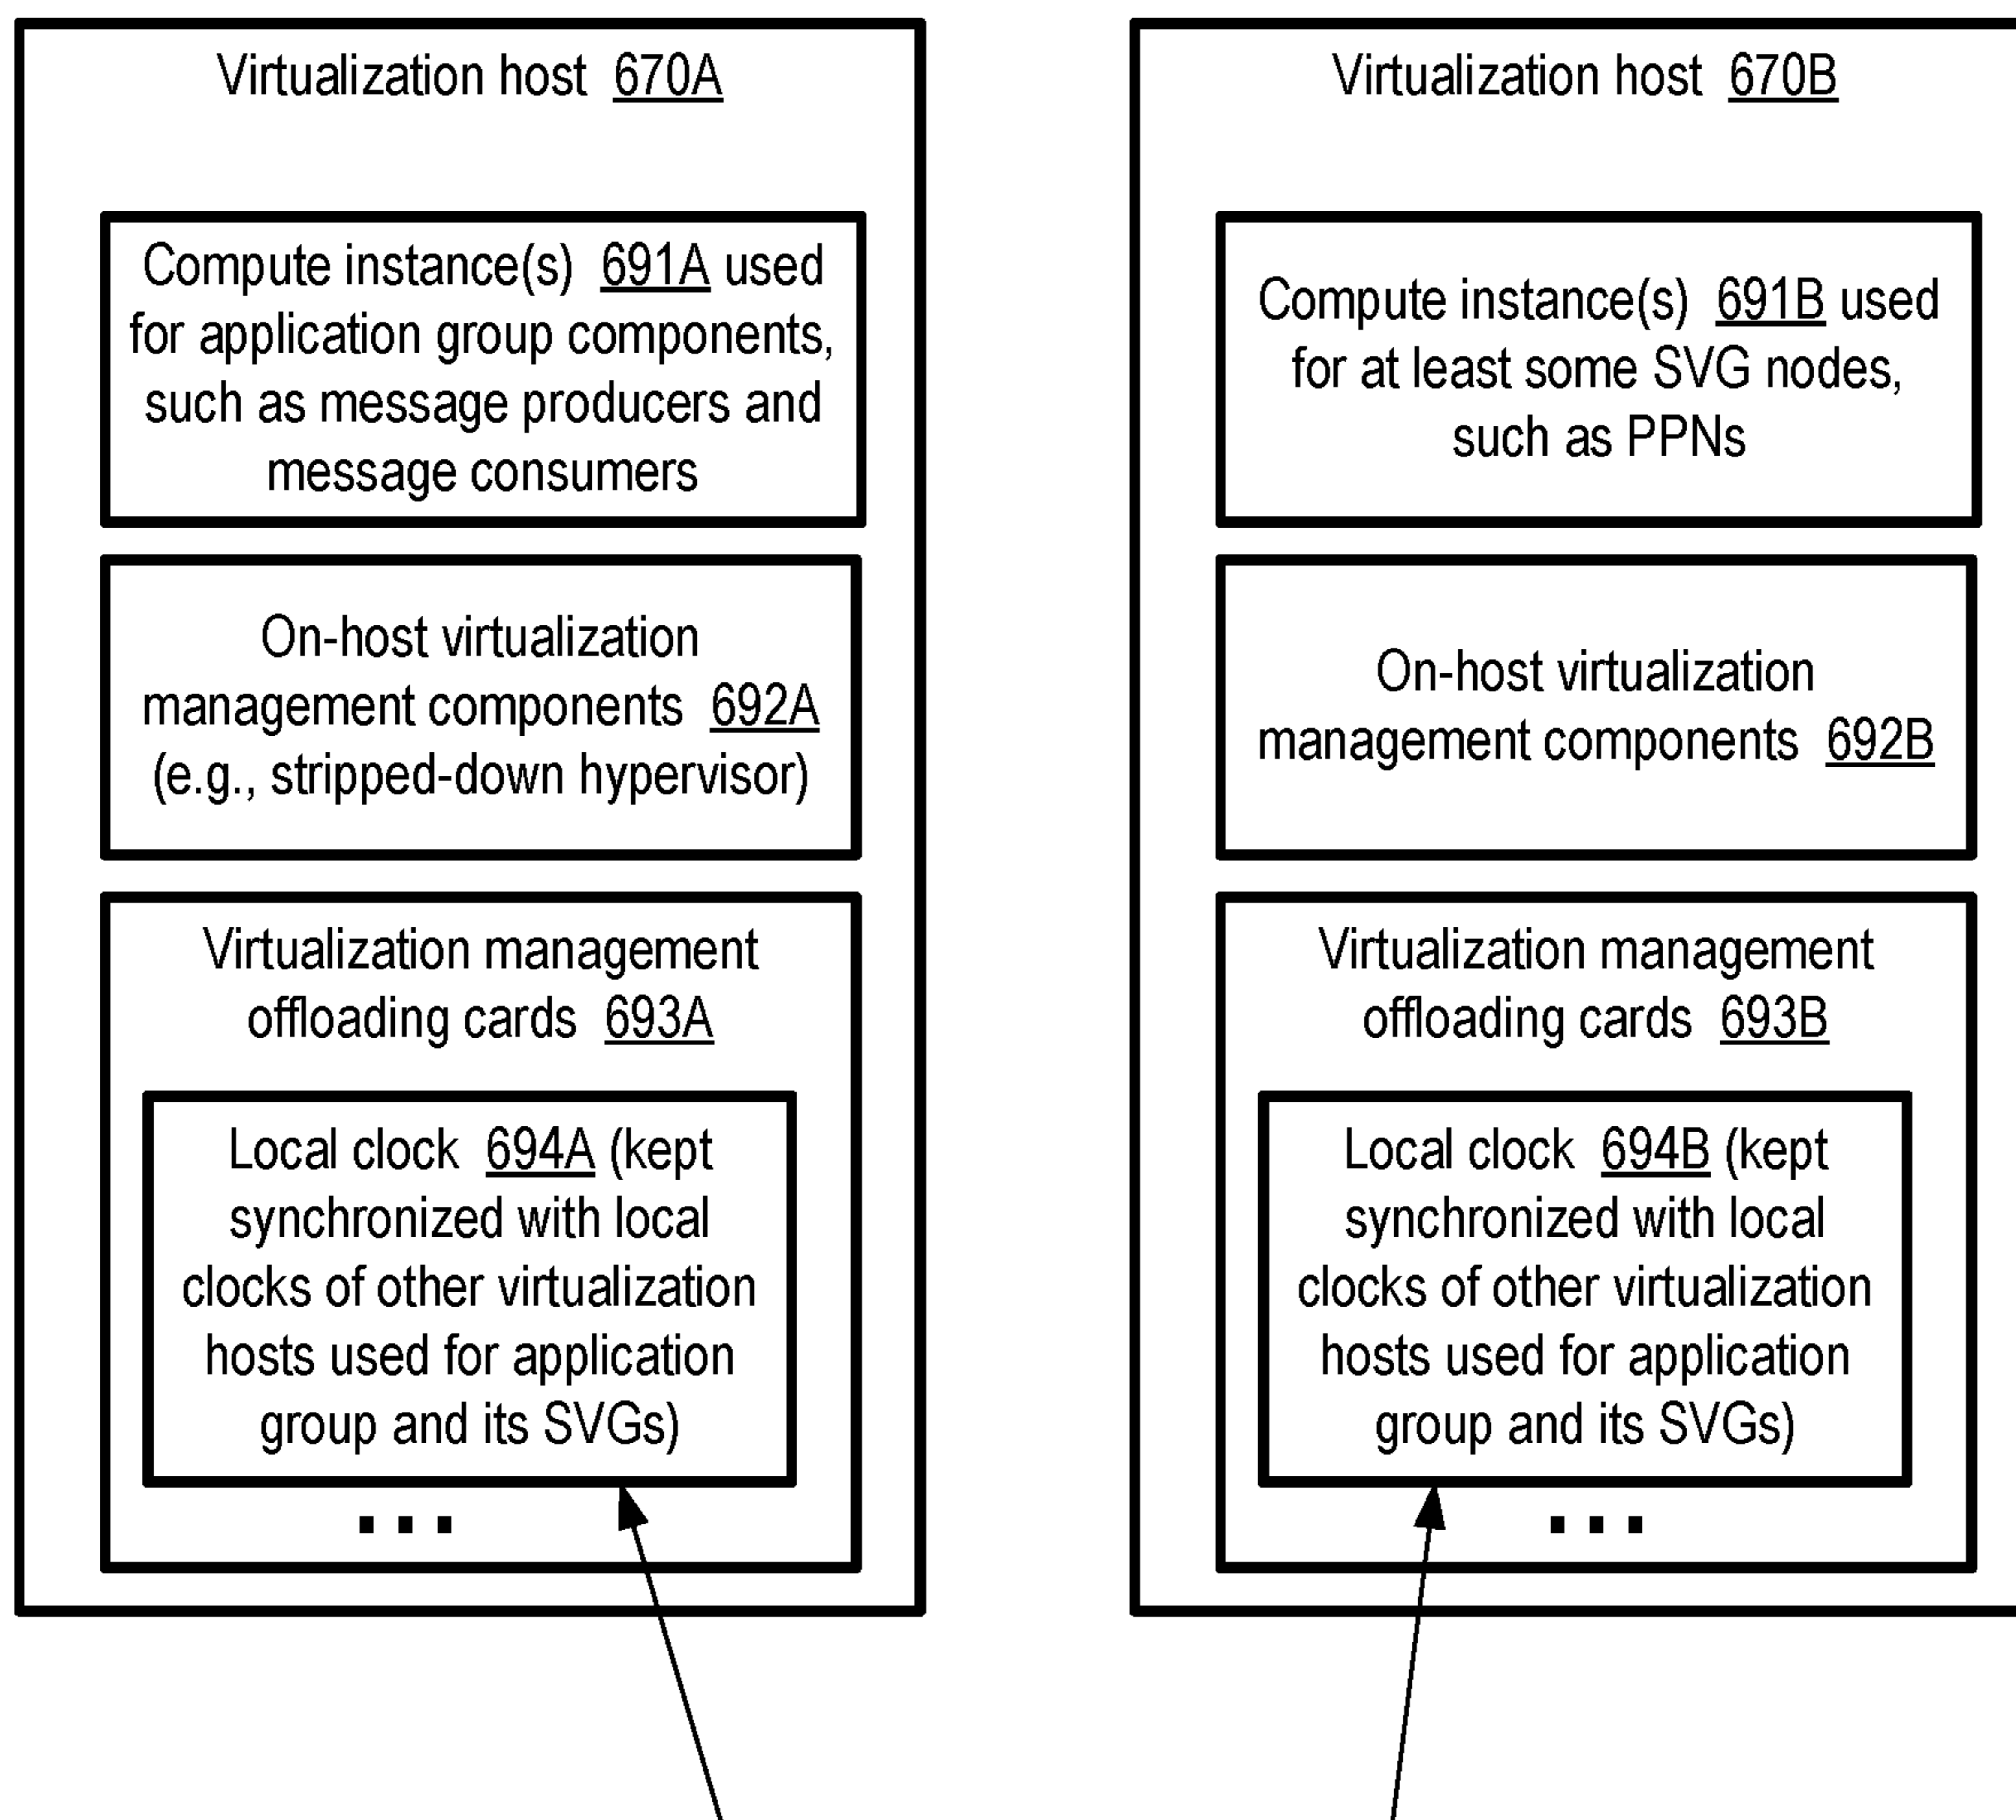 Virtualization host 670A
Compute instance(s) 691A used
for application group components,
such as message producers and
message consumers
On-host virtualization
management components 692A
(e.g., stripped-down hypervisor)
Virtualization management
offloading cards 693A
Local clock 694A (kept
synchronized with local
clocks of other virtualization
hosts used for application
group and its SVGs)
...
Virtualization host 670B
Compute instance(s) 691B used
for at least some SVG nodes,
such as PPNs
On-host virtualization
management components 692B
Virtualization management
offloading cards 693B
Local clock 694B (kept
synchronized with local
clocks of other virtualization
hosts used for application
group and its SVGs)
...